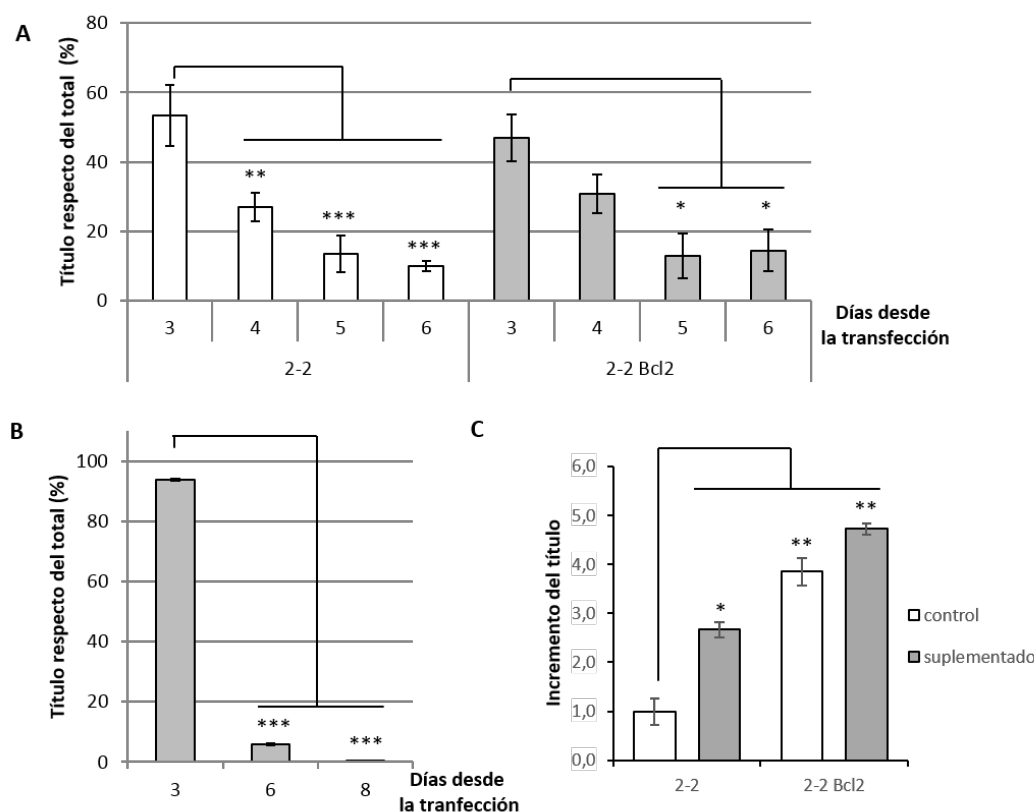 A
Título respecto del total (%)
80
60
40
20
0
** *** *** * *
3 4 5 6 3 4 5 6
2-2 2-2 Bcl2
Días desde
la transfección
B
Título respecto del total (%)
100
80
60
40
20
0
*** ***
3 6 8
Días desde
la tranfección
C
Incremento del título
6,0
5,0
4,0
3,0
2,0
1,0
0,0
* ** **
2-2 2-2 Bcl2
control
suplementado